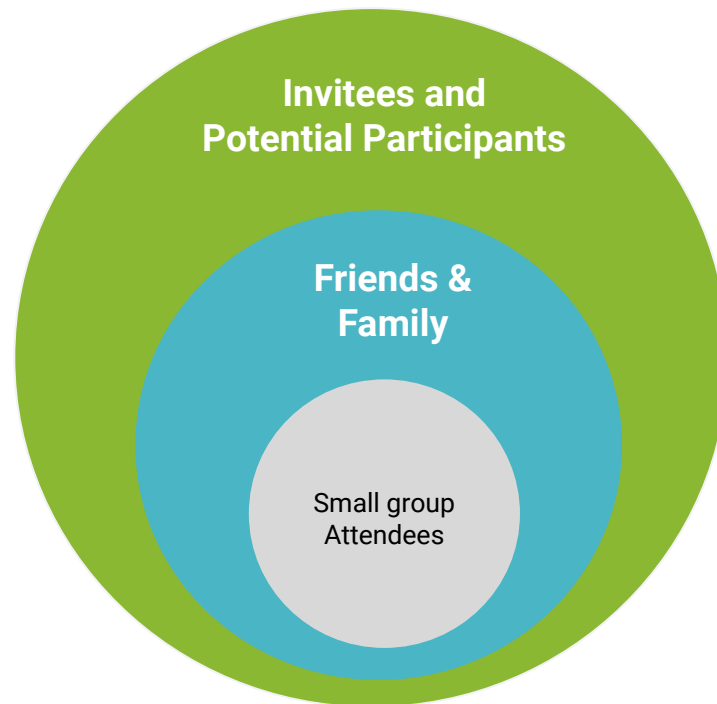 Invitees and
Potential Participants
Friends &
Family
Small group
Attendees